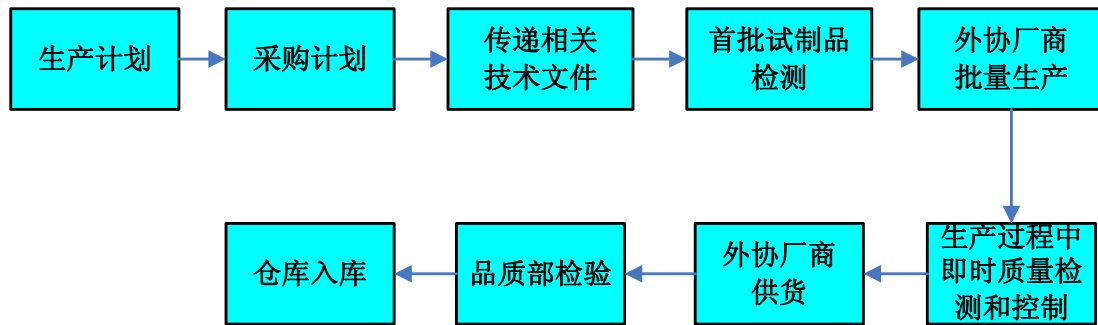 生产计划
采购计划
传递相关
技术文件
首批试制品
检测
外协厂商
批量生产
生产过程中
即时质量检
测和控制
外协厂商
供货
品质部检验
仓库入库